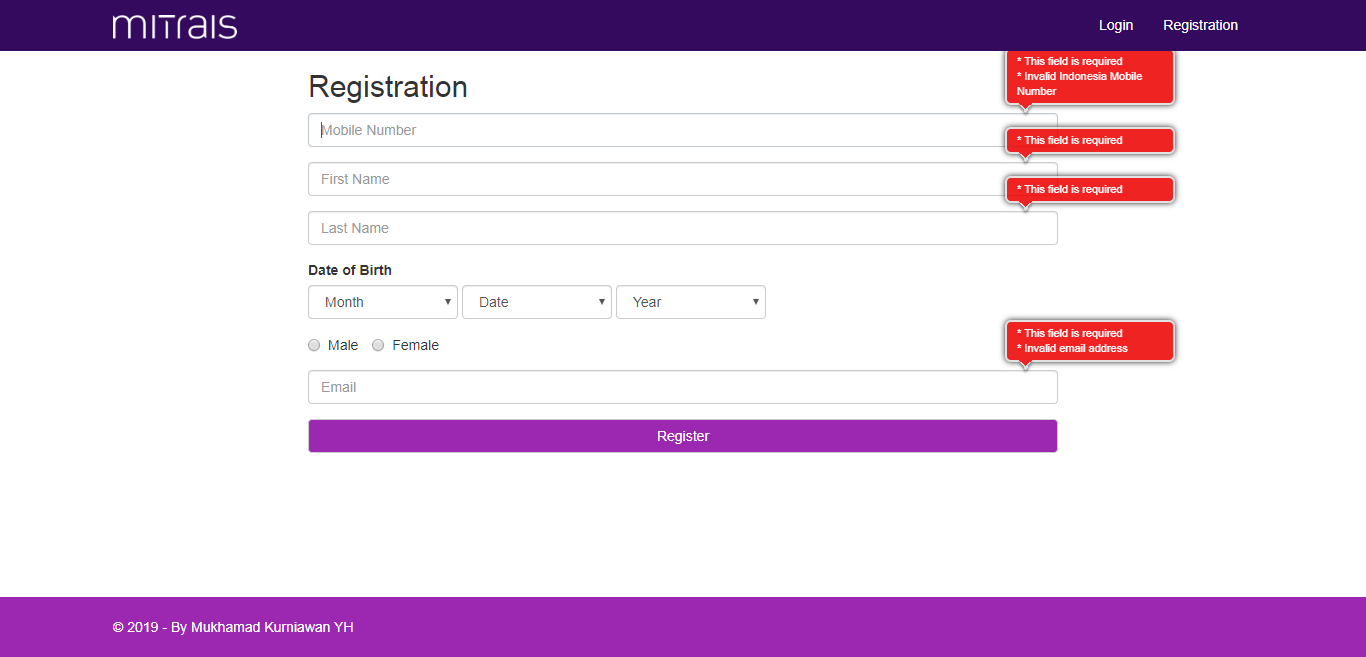 mitrais
Login
Registration
* This field is required
* Invalid Indonesia Mobile
Number
Registration
Mobile Number
* This field is required
First Name
* This field is required
Last Name
Date of Birth
Month
Date
Year
* This field is required
* Invalid email address
Male
Female
Email
Register
© 2019 - By Mukhamad Kurniawan YH